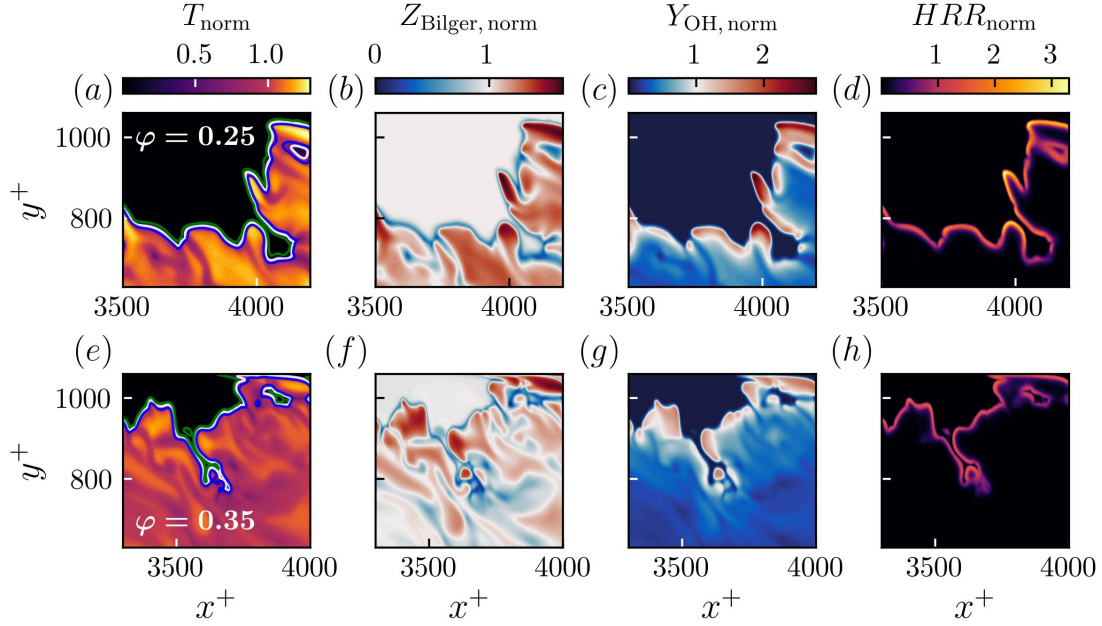 T_norm Z_Bilger, norm Y_OH, norm HRR_norm
0.5 1.0 0 1 1 2 1 2 3
(a) (b) (c) (d)
1000 φ = 0.25
y^+
800
3500 4000 3500 4000 3500 4000 4000
(e) (f) (g) (h)
1000
y^+
800
φ = 0.35
3500 4000 3500 4000 3500 4000 3500 4000
x^+ x^+ x^+ x^+